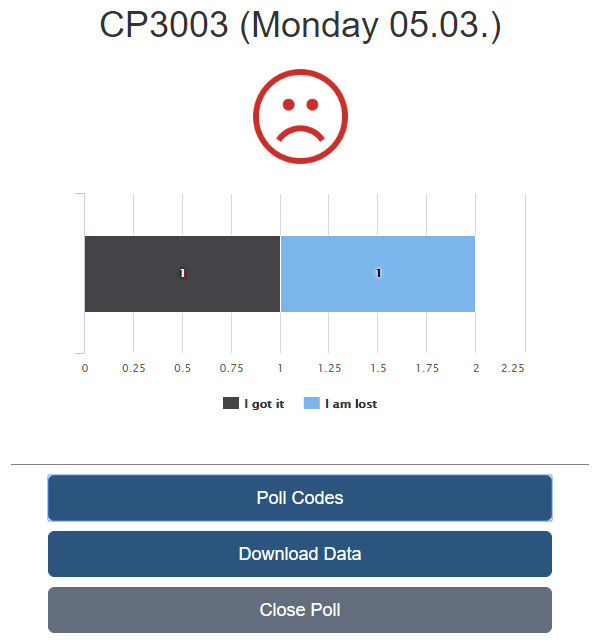 CP3003 (Monday 05.03.)
1 1
0 0.25 0.5 0.75 1 1.25 1.5 1.75 2 2.25
I got it I am lost
Poll Codes
Download Data
Close Poll